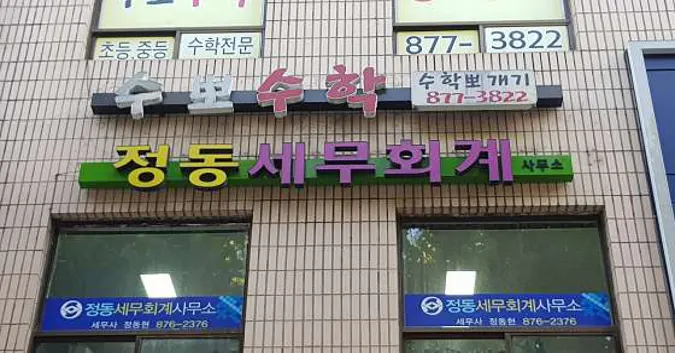 초등,중등 수학전문 877-3822
수뽀수학 수학뽀개기
877-3822
정동세무회계 사무소
정동세무회계사무소
세무사 정동현 876-2376
정동세무회계사무소
세무사 정동현 876-2376